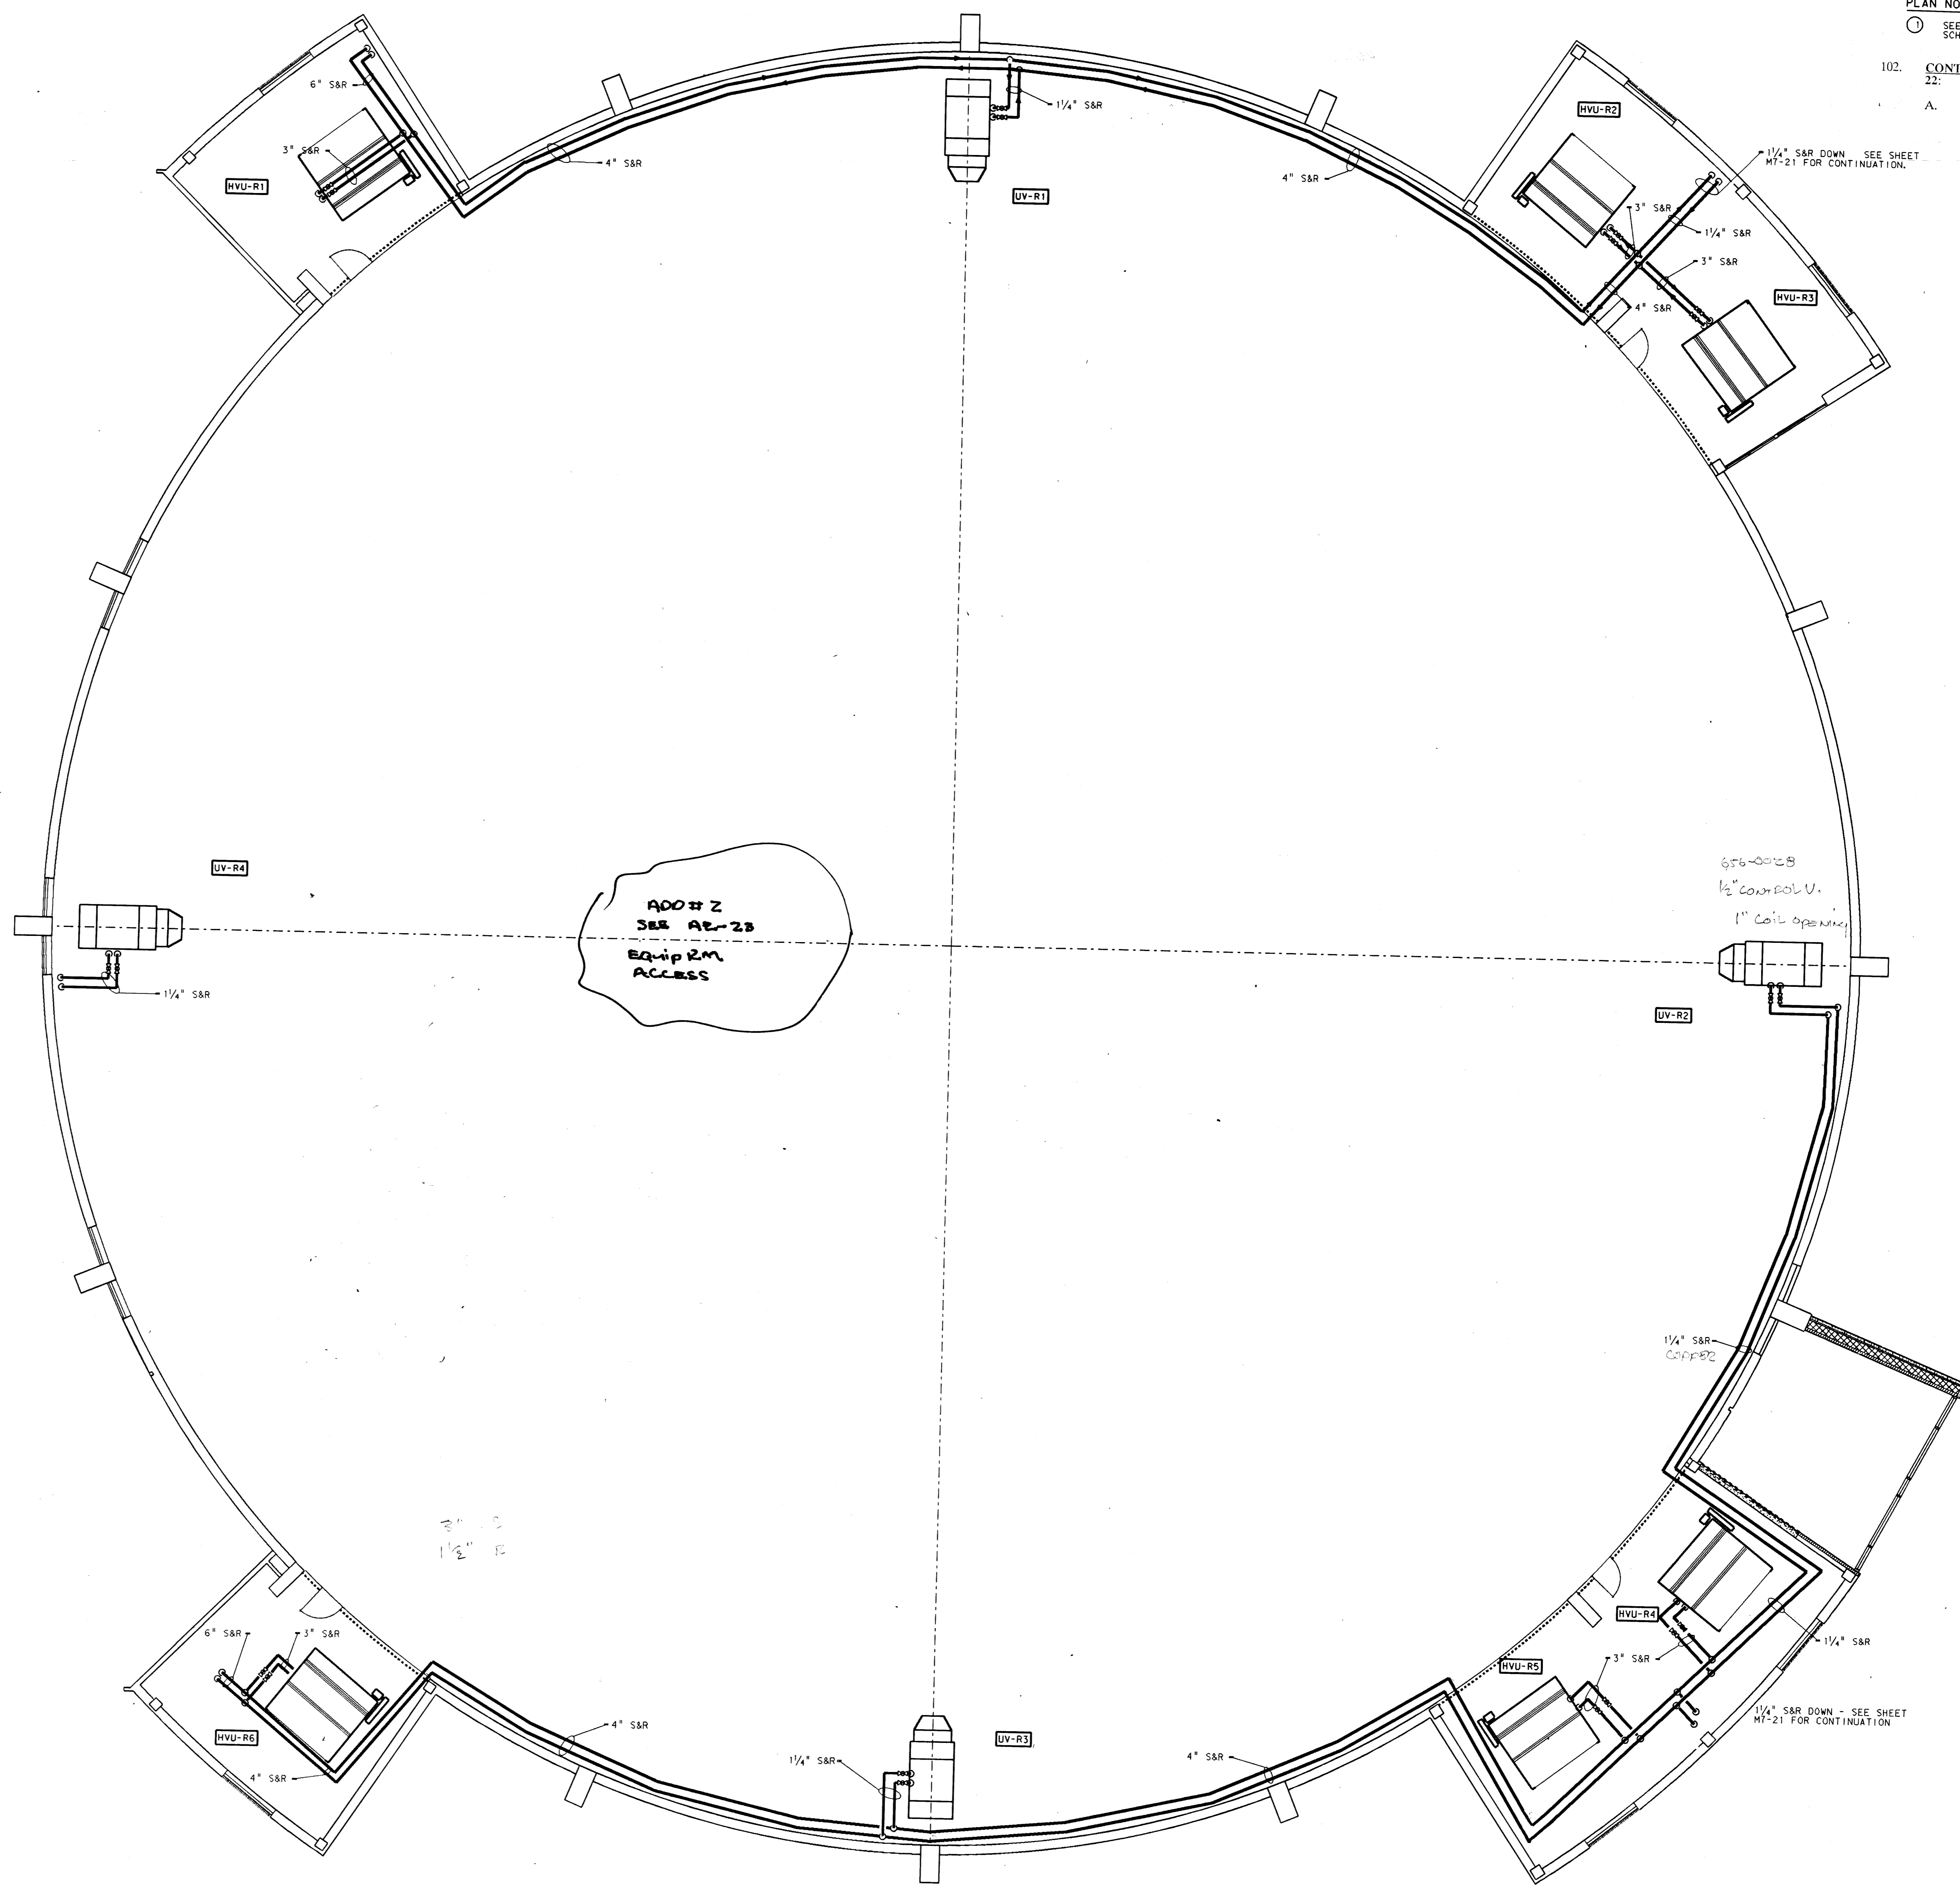 PLAN NO
1 SEE
SCH
102. CONT
22:
A.
6" S&R
3" S&R
HVU-R1
4" S&R
1¼" S&R
UV-R1
4" S&R
HVU-R2
1¼" S&R DOWN SEE SHEET
M7-21 FOR CONTINUATION.
3" S&R
1¼" S&R
3" S&R
HVU-R3
4" S&R
UV-R4
1¼" S&R
ADD # 2
SEE
EQUIP RM
ACCESS
656-0028
½" CONTROL V.
1" COIL OPENING
UV-R2
1¼" S&R
COPPER
3"
1½"
6" S&R
3" S&R
HVU-R6
4" S&R
4" S&R
1¼" S&R
UV-R3
4" S&R
HVU-R4
1¼" S&R
3" S&R
HVU-R5
1¼" S&R DOWN - SEE SHEET
M7-21 FOR CONTINUATION